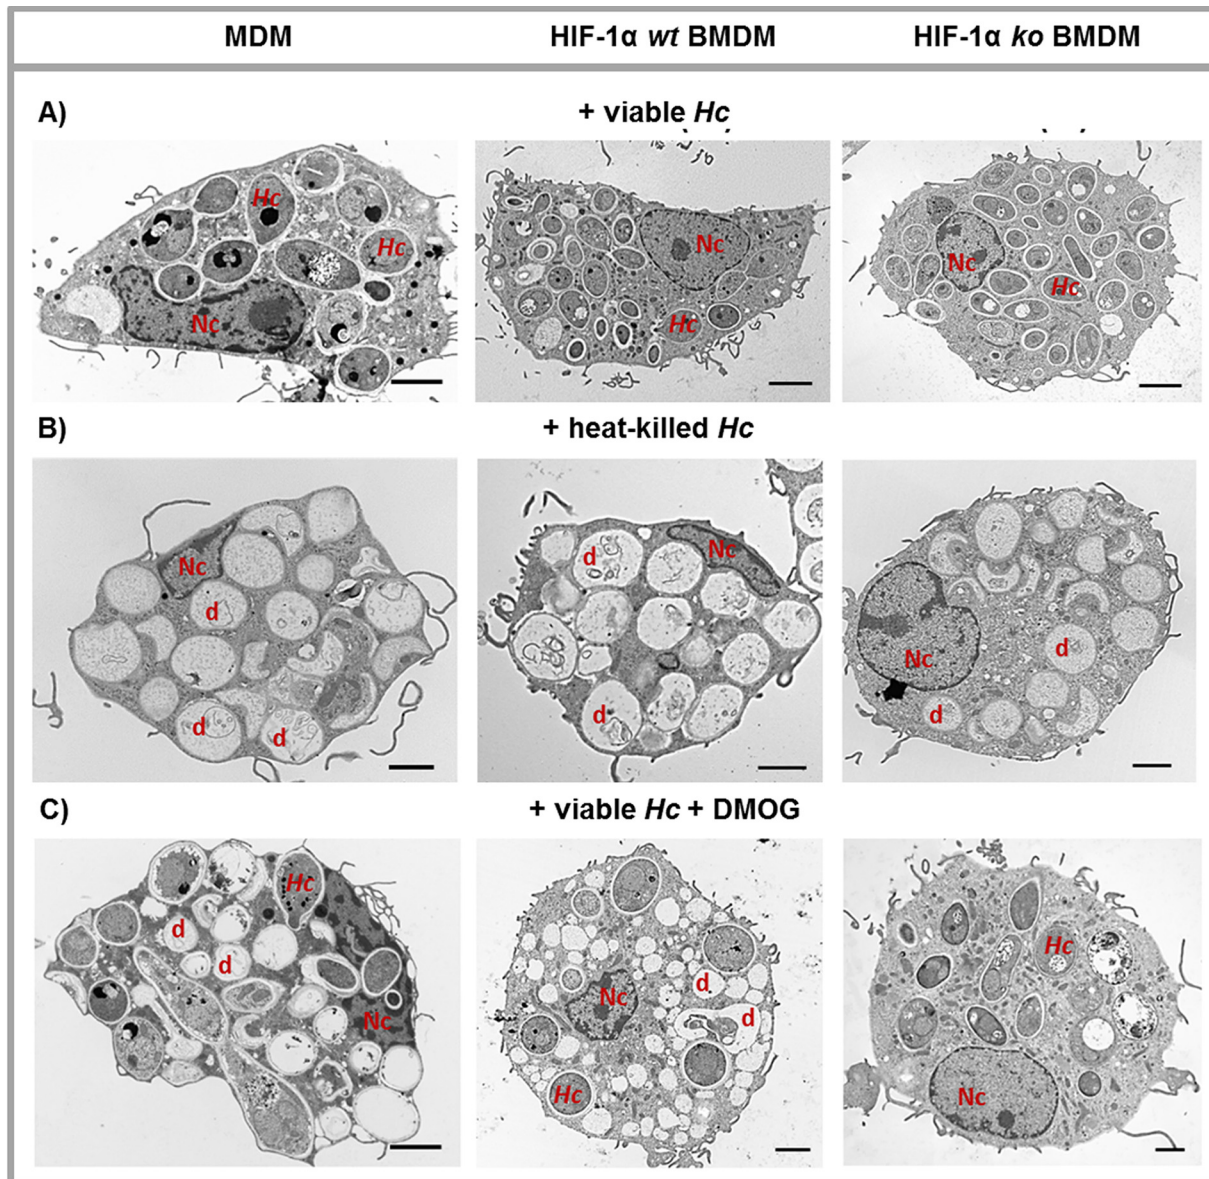 MDM HIF-1α wt BMDM HIF-1α ko BMDM
A) + viable Hc
Hc
Hc
Nc
Nc
Hc
Nc
Hc
B) + heat-killed Hc
Nc
d
d
d
d
Nc
d
Nc
d
d
C) + viable Hc + DMOG
Hc
d
d
Nc
Nc
d
d
Hc
Hc
Nc